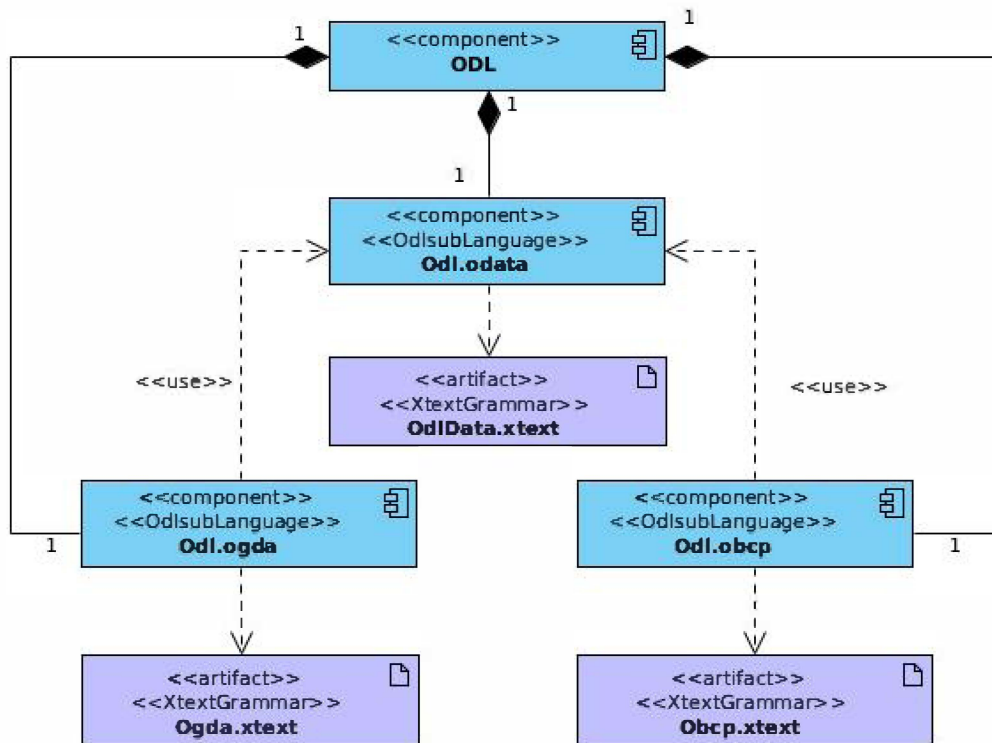 1
1
<<component>>
ODL
1
1
<<component>>
<<OdlsubLanguage>>
Odl.odata
<<use>>
<<artifact>>
<<XtextGrammar>>
OdlData.xtext
<<use>>
<<component>>
<<OdlsubLanguage>>
Odl.ogda
1
<<component>>
<<OdlsubLanguage>>
Odl.obcp
1
<<artifact>>
<<XtextGrammar>>
Ogda.xtext
<<artifact>>
<<XtextGrammar>>
Obcp.xtext